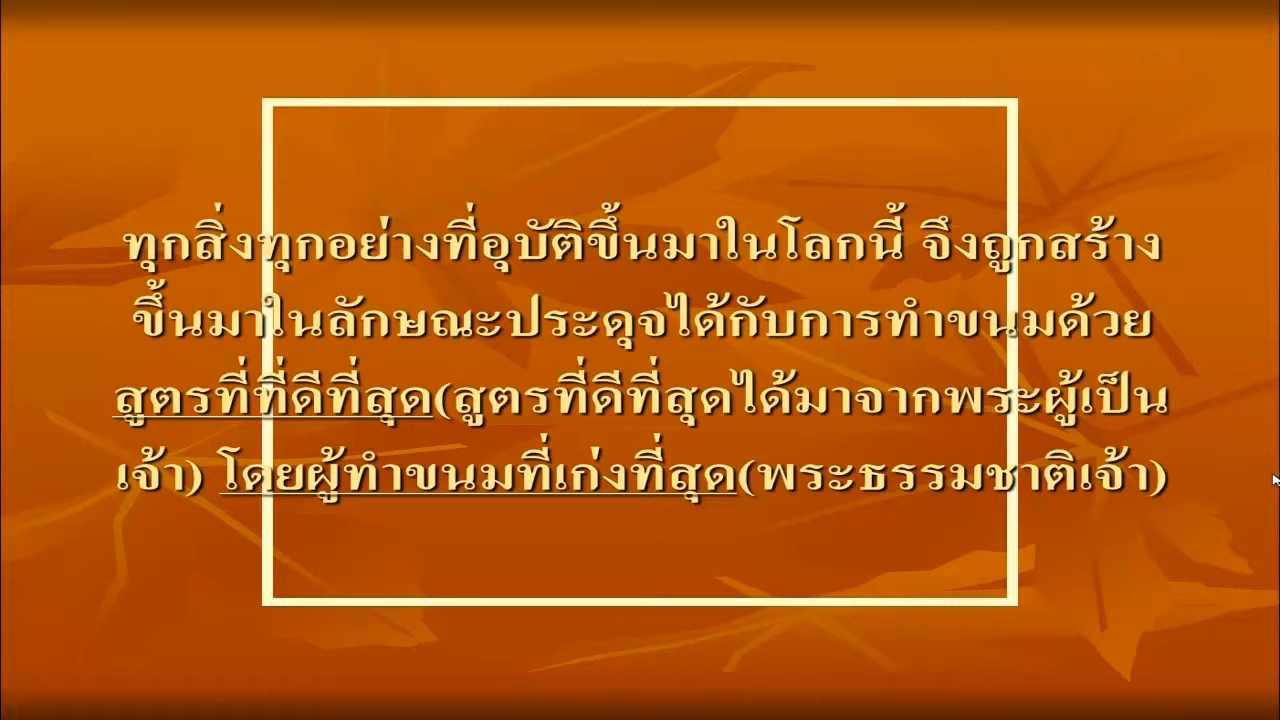 ทุกสิ่งทุกอย่างที่อุบัติขึ้นมาในโลกนี้ จึงถูกสร้าง
ขึ้นมาในลักษณะประดุจได้กับการทำขนมด้วย
สูตรที่ที่ดีที่สุด(สูตรที่ดีที่สุดได้มาจากพระผู้เป็น
เจ้า) โดยผู้ทำขนมที่เก่งที่สุด(พระธรรมชาติเจ้า)